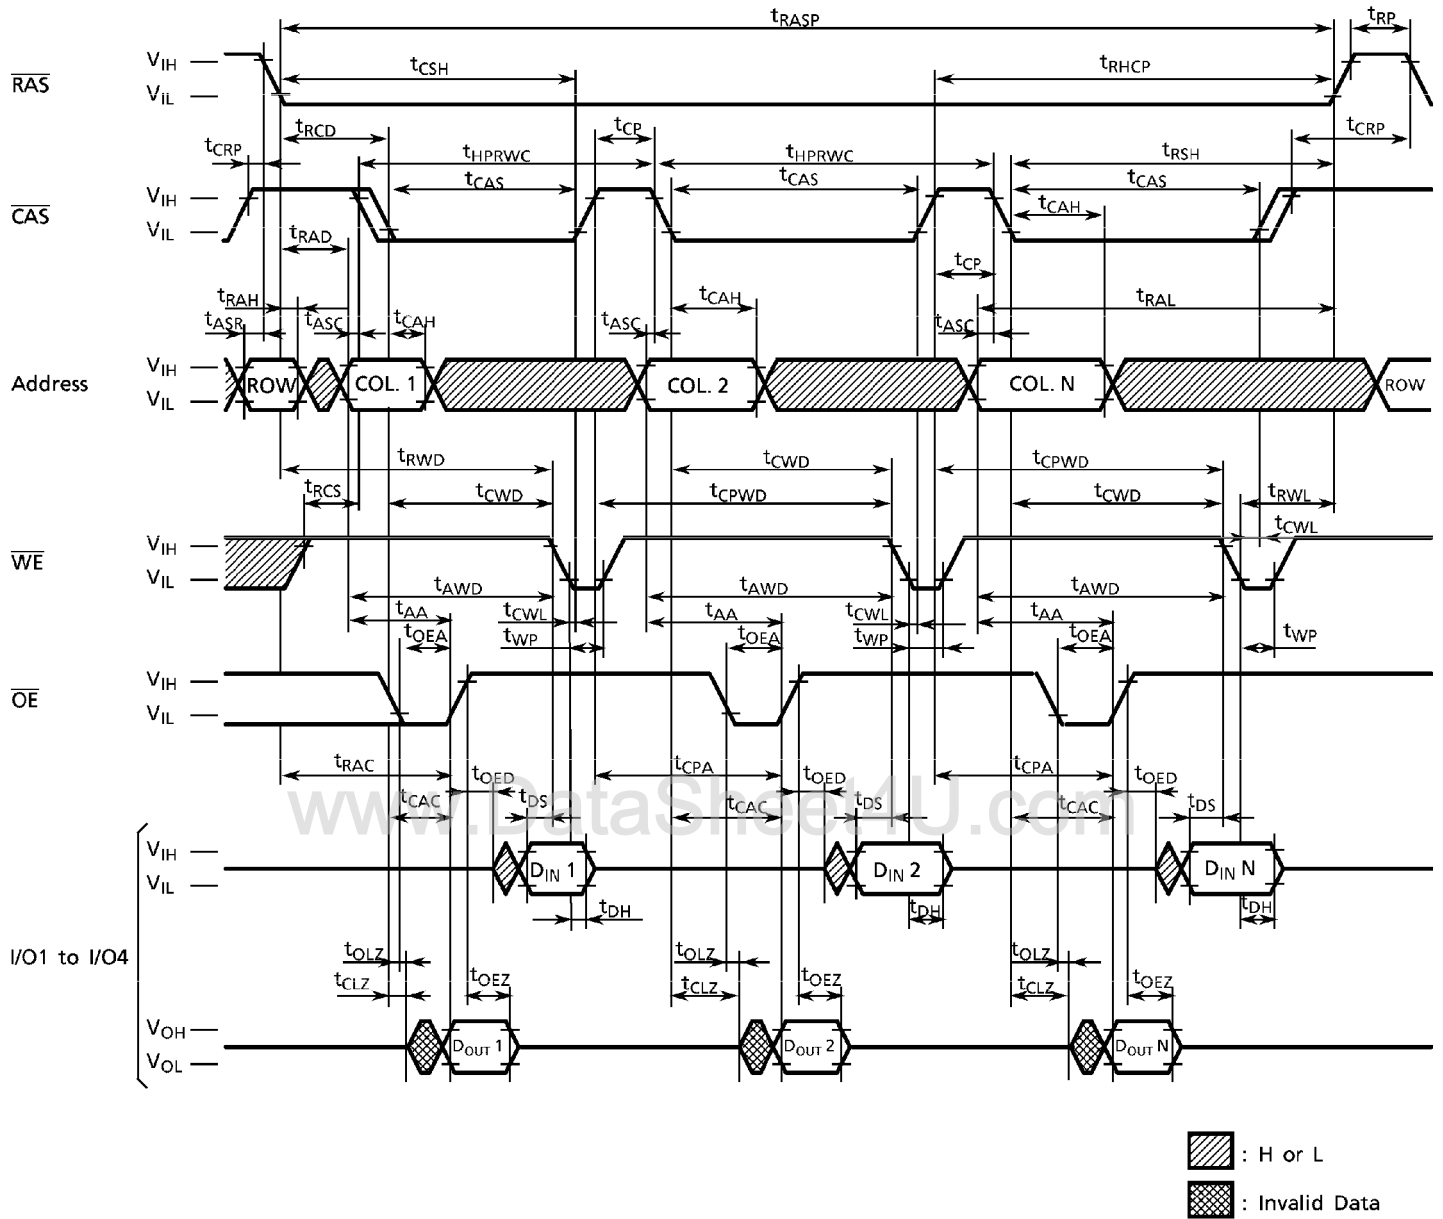 tRASP tRP
VIH tCSH tRHCP
RAS
VIL
tRCD tCP tCRP
tCRP tHPRWC tHPRWC tRSH
tCAS tCAS tCAS
VIH
CAS tCAH
VIL
tRAD
tCP
tRAH tCAH tRAL
tASR tASC tCAH tASC tASC
VIH
Address ROW COL. 1 COL. 2 COL. N ROW
VIL
tRWD tCWD tCPWD
tRCS tCWD tCPWD tCWD tRWL
tCWL
VIH
WE
VIL
tAWD tAWD tAWD
tAA tCWL tAA tCWL tAA
tOEA tWP tOEA tWP tOEA tWP
VIH
OE
VIL
tRAC tOED tCPA tOED tCPA tOED
tCAC tDS tCAC tDS tCAC tDS
www.DataSheet4U.com
VIH
DIN 1 DIN 2 DIN N
VIL
tDH tDH tDH
I/O1 to I/O4
tOLZ tOLZ tOLZ
tCLZ tOEZ tCLZ tOEZ tCLZ tOEZ
VOH
DOUT 1 DOUT 2 DOUT N
VOL
: H or L
: Invalid Data